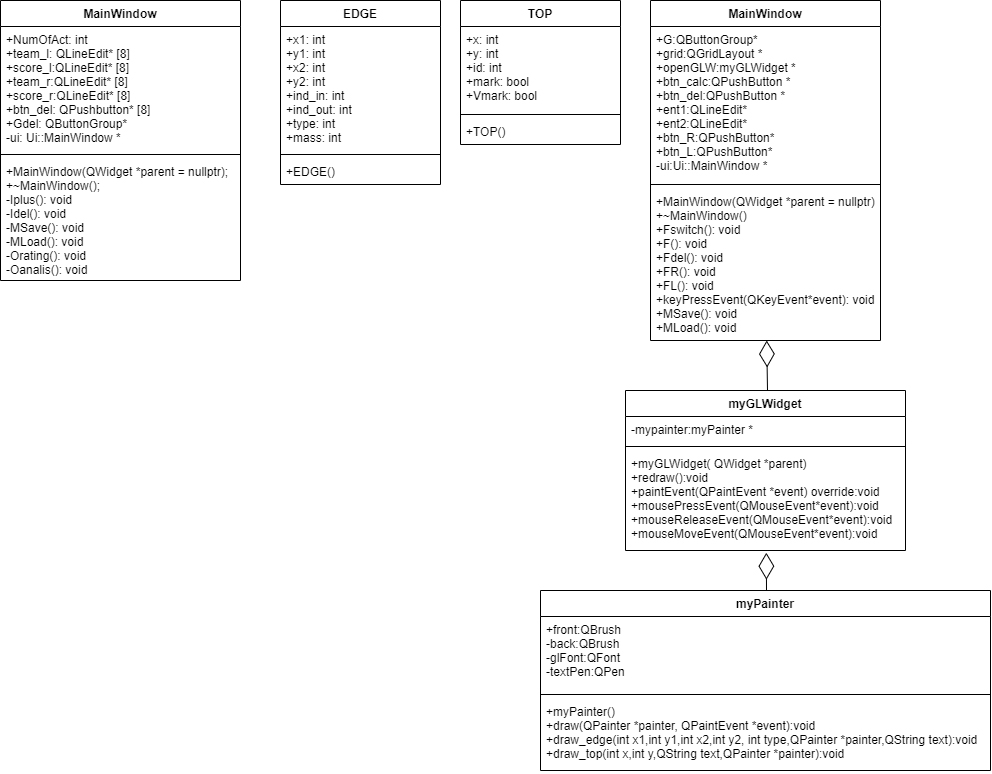 MainWindow
+NumOfAct: int
+team_l: QLineEdit* [8]
+score_l:QLineEdit* [8]
+team_r:QLineEdit* [8]
+score_r:QLineEdit* [8]
+btn_del: QPushbutton* [8]
+Gdel: QButtonGroup*
-ui: Ui::MainWindow *
+MainWindow(QWidget *parent = nullptr);
+~MainWindow();
-Iplus(): void
-Idel(): void
-MSave(): void
-MLoad(): void
-Orating(): void
-Oanalis(): void
EDGE
+x1: int
+y1: int
+x2: int
+y2: int
+ind_in: int
+ind_out: int
+type: int
+mass: int
+EDGE()
TOP
+x: int
+y: int
+id: int
+mark: bool
+Vmark: bool
+TOP()
MainWindow
+G:QButtonGroup*
+grid:QGridLayout *
+openGLW:myGLWidget *
+btn_calc:QPushButton *
+btn_del:QPushButton *
+ent1:QLineEdit*
+ent2:QLineEdit*
+btn_R:QPushButton*
+btn_L:QPushButton*
-ui:Ui::MainWindow *
+MainWindow(QWidget *parent = nullptr)
+~MainWindow()
+Fswitch(): void
+F(): void
+Fdel(): void
+FR(): void
+FL(): void
+keyPressEvent(QKeyEvent*event): void
+MSave(): void
+MLoad(): void
myGLWidget
-mypainter:myPainter *
+myGLWidget( QWidget *parent)
+redraw():void
+paintEvent(QPaintEvent *event) override:void
+mousePressEvent(QMouseEvent*event):void
+mouseReleaseEvent(QMouseEvent*event):void
+mouseMoveEvent(QMouseEvent*event):void
myPainter
+front:QBrush
-back:QBrush
-glFont:QFont
-textPen:QPen
+myPainter()
+draw(QPainter *painter, QPaintEvent *event):void
+draw_edge(int x1,int y1,int x2,int y2, int type,QPainter *painter,QString text):void
+draw_top(int x,int y,QString text,QPainter *painter):void